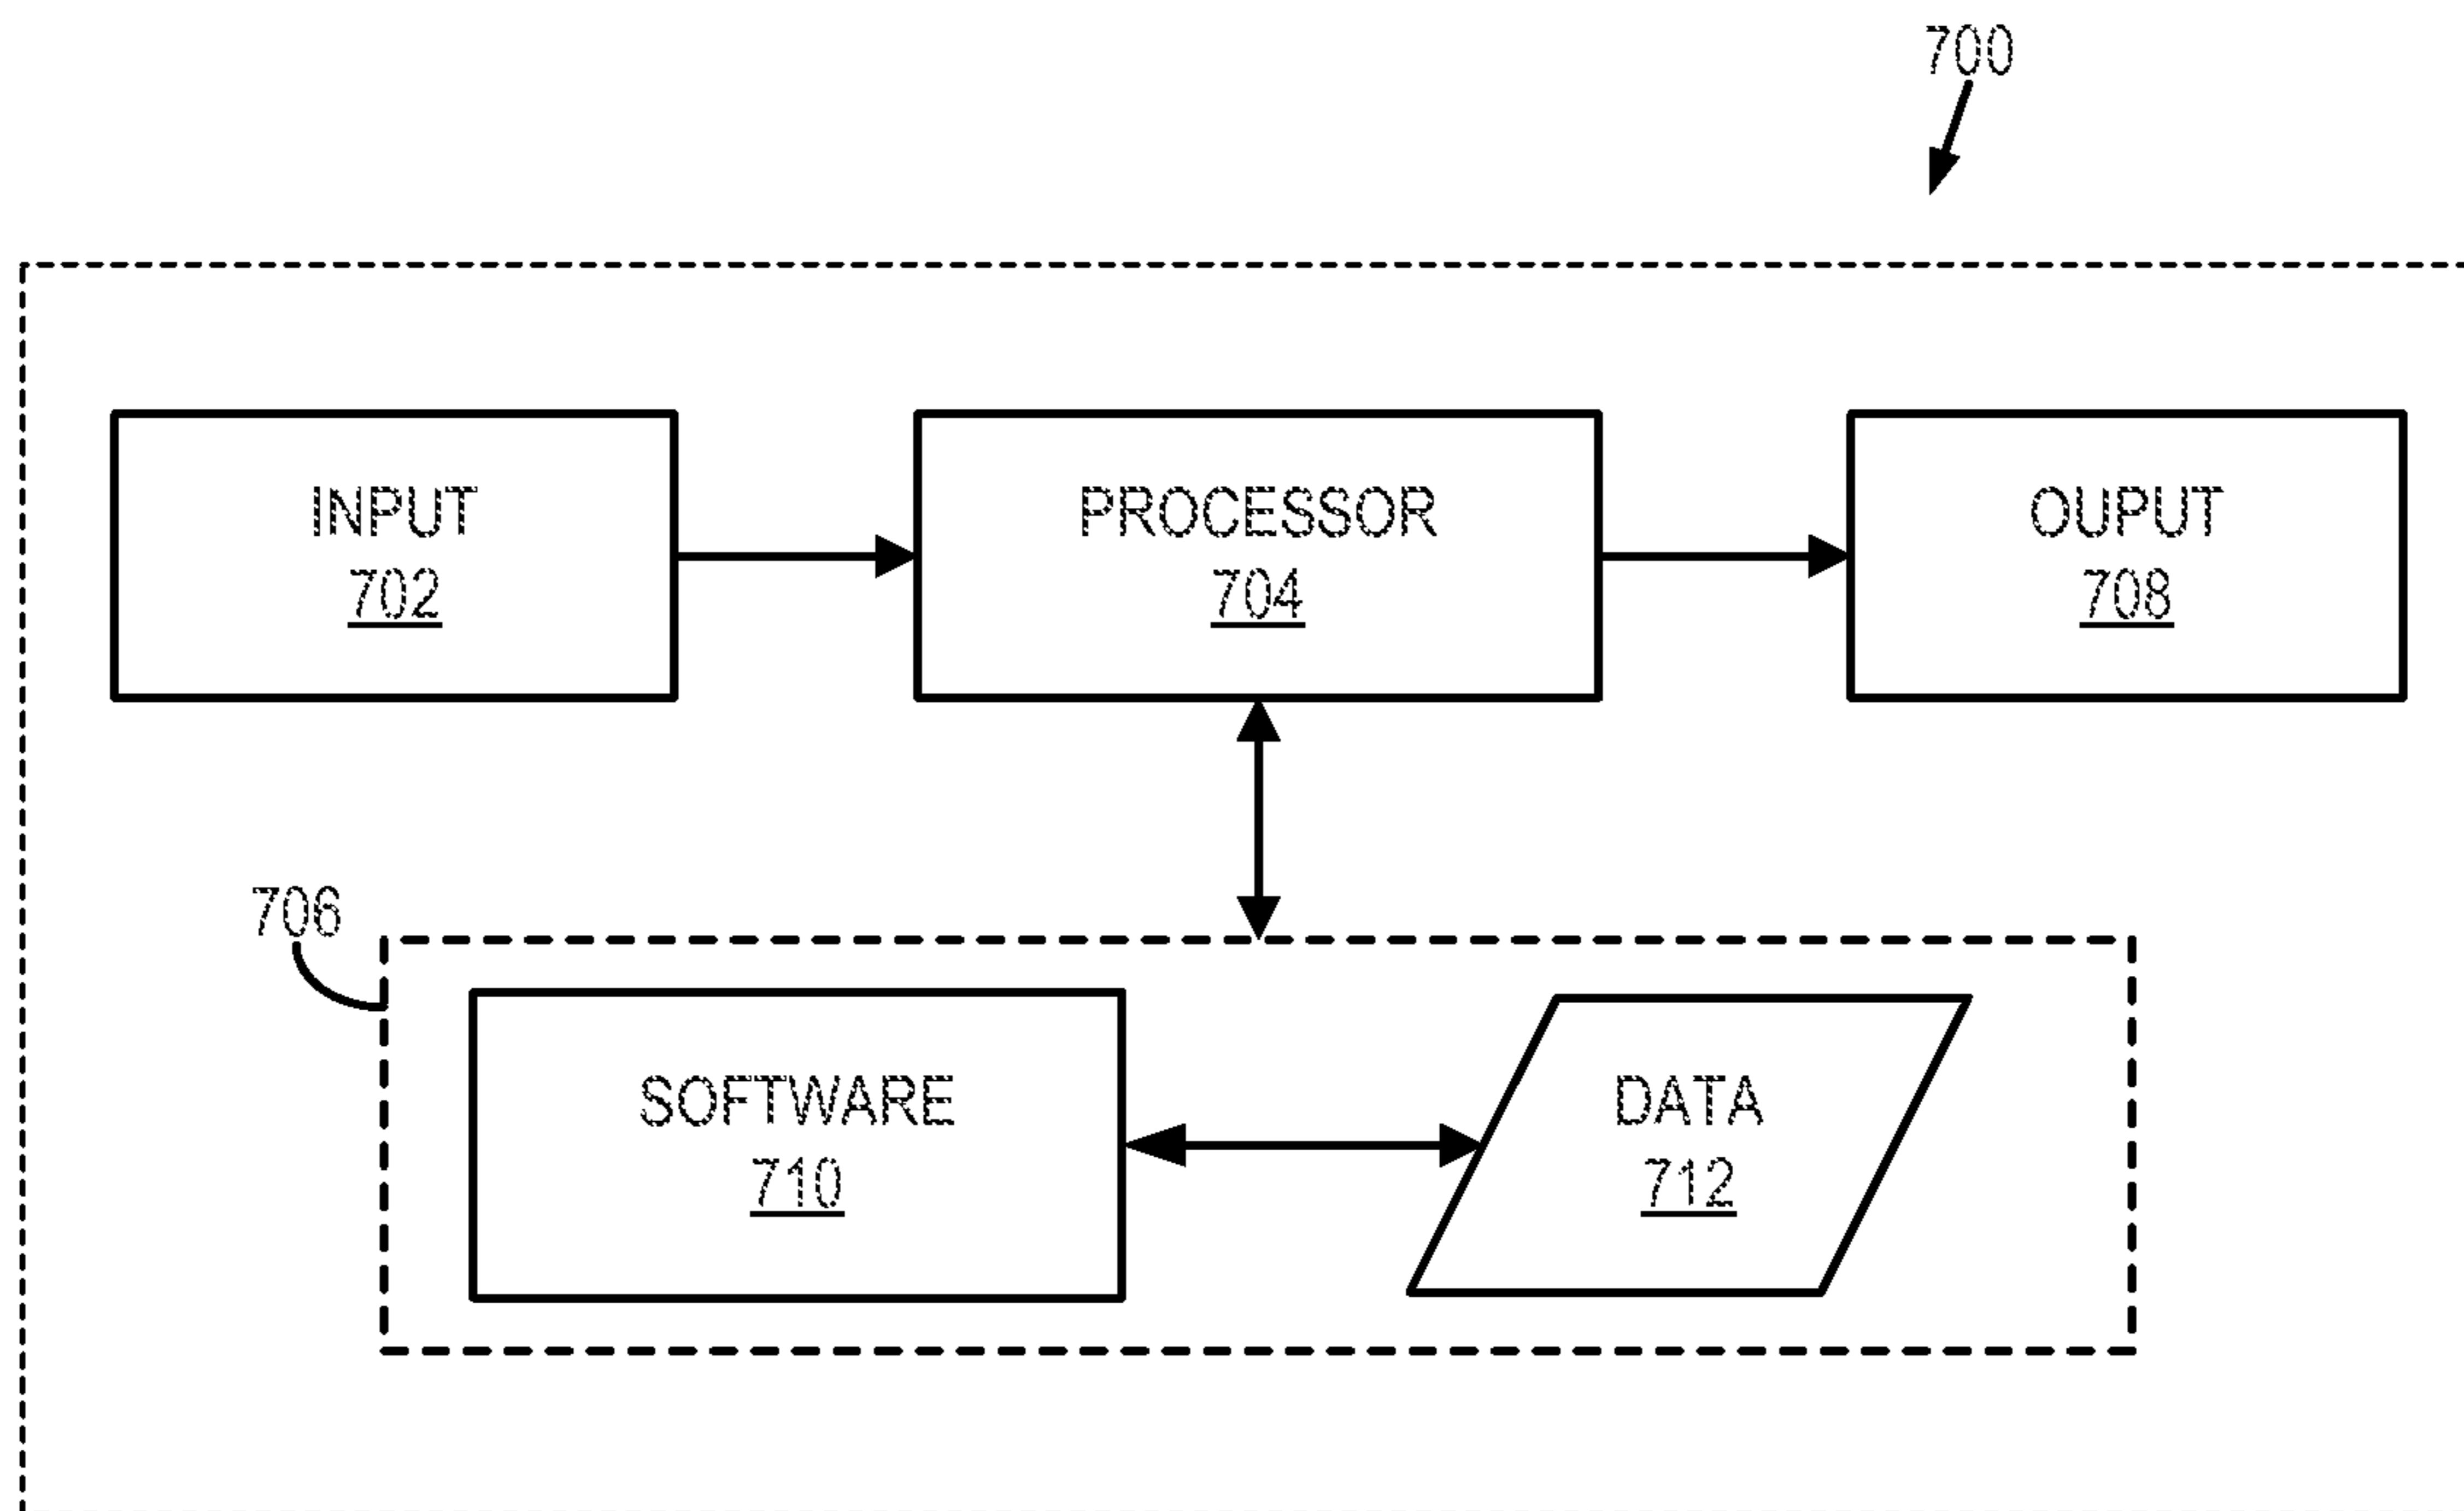 700
INPUT
702
PROCESSOR
704
OUPUT
708
706
SOFTWARE
710
DATA
712